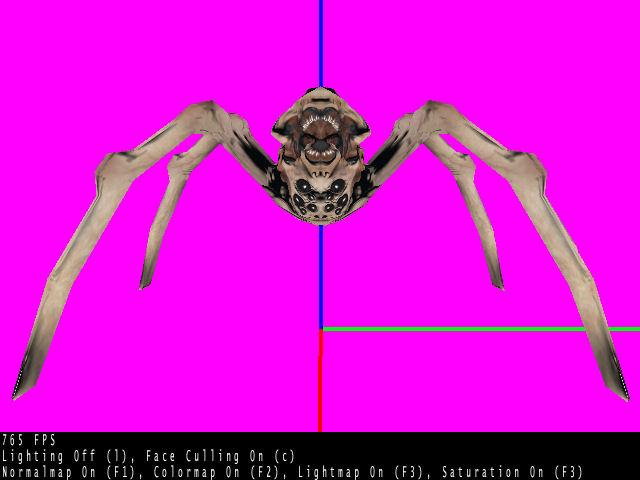 765 FPS
Lighting Off (l), Face Culling On (c)
Normalmap On (F1), Colormap On (F2), Lightmap On (F3), Saturation On (F3)